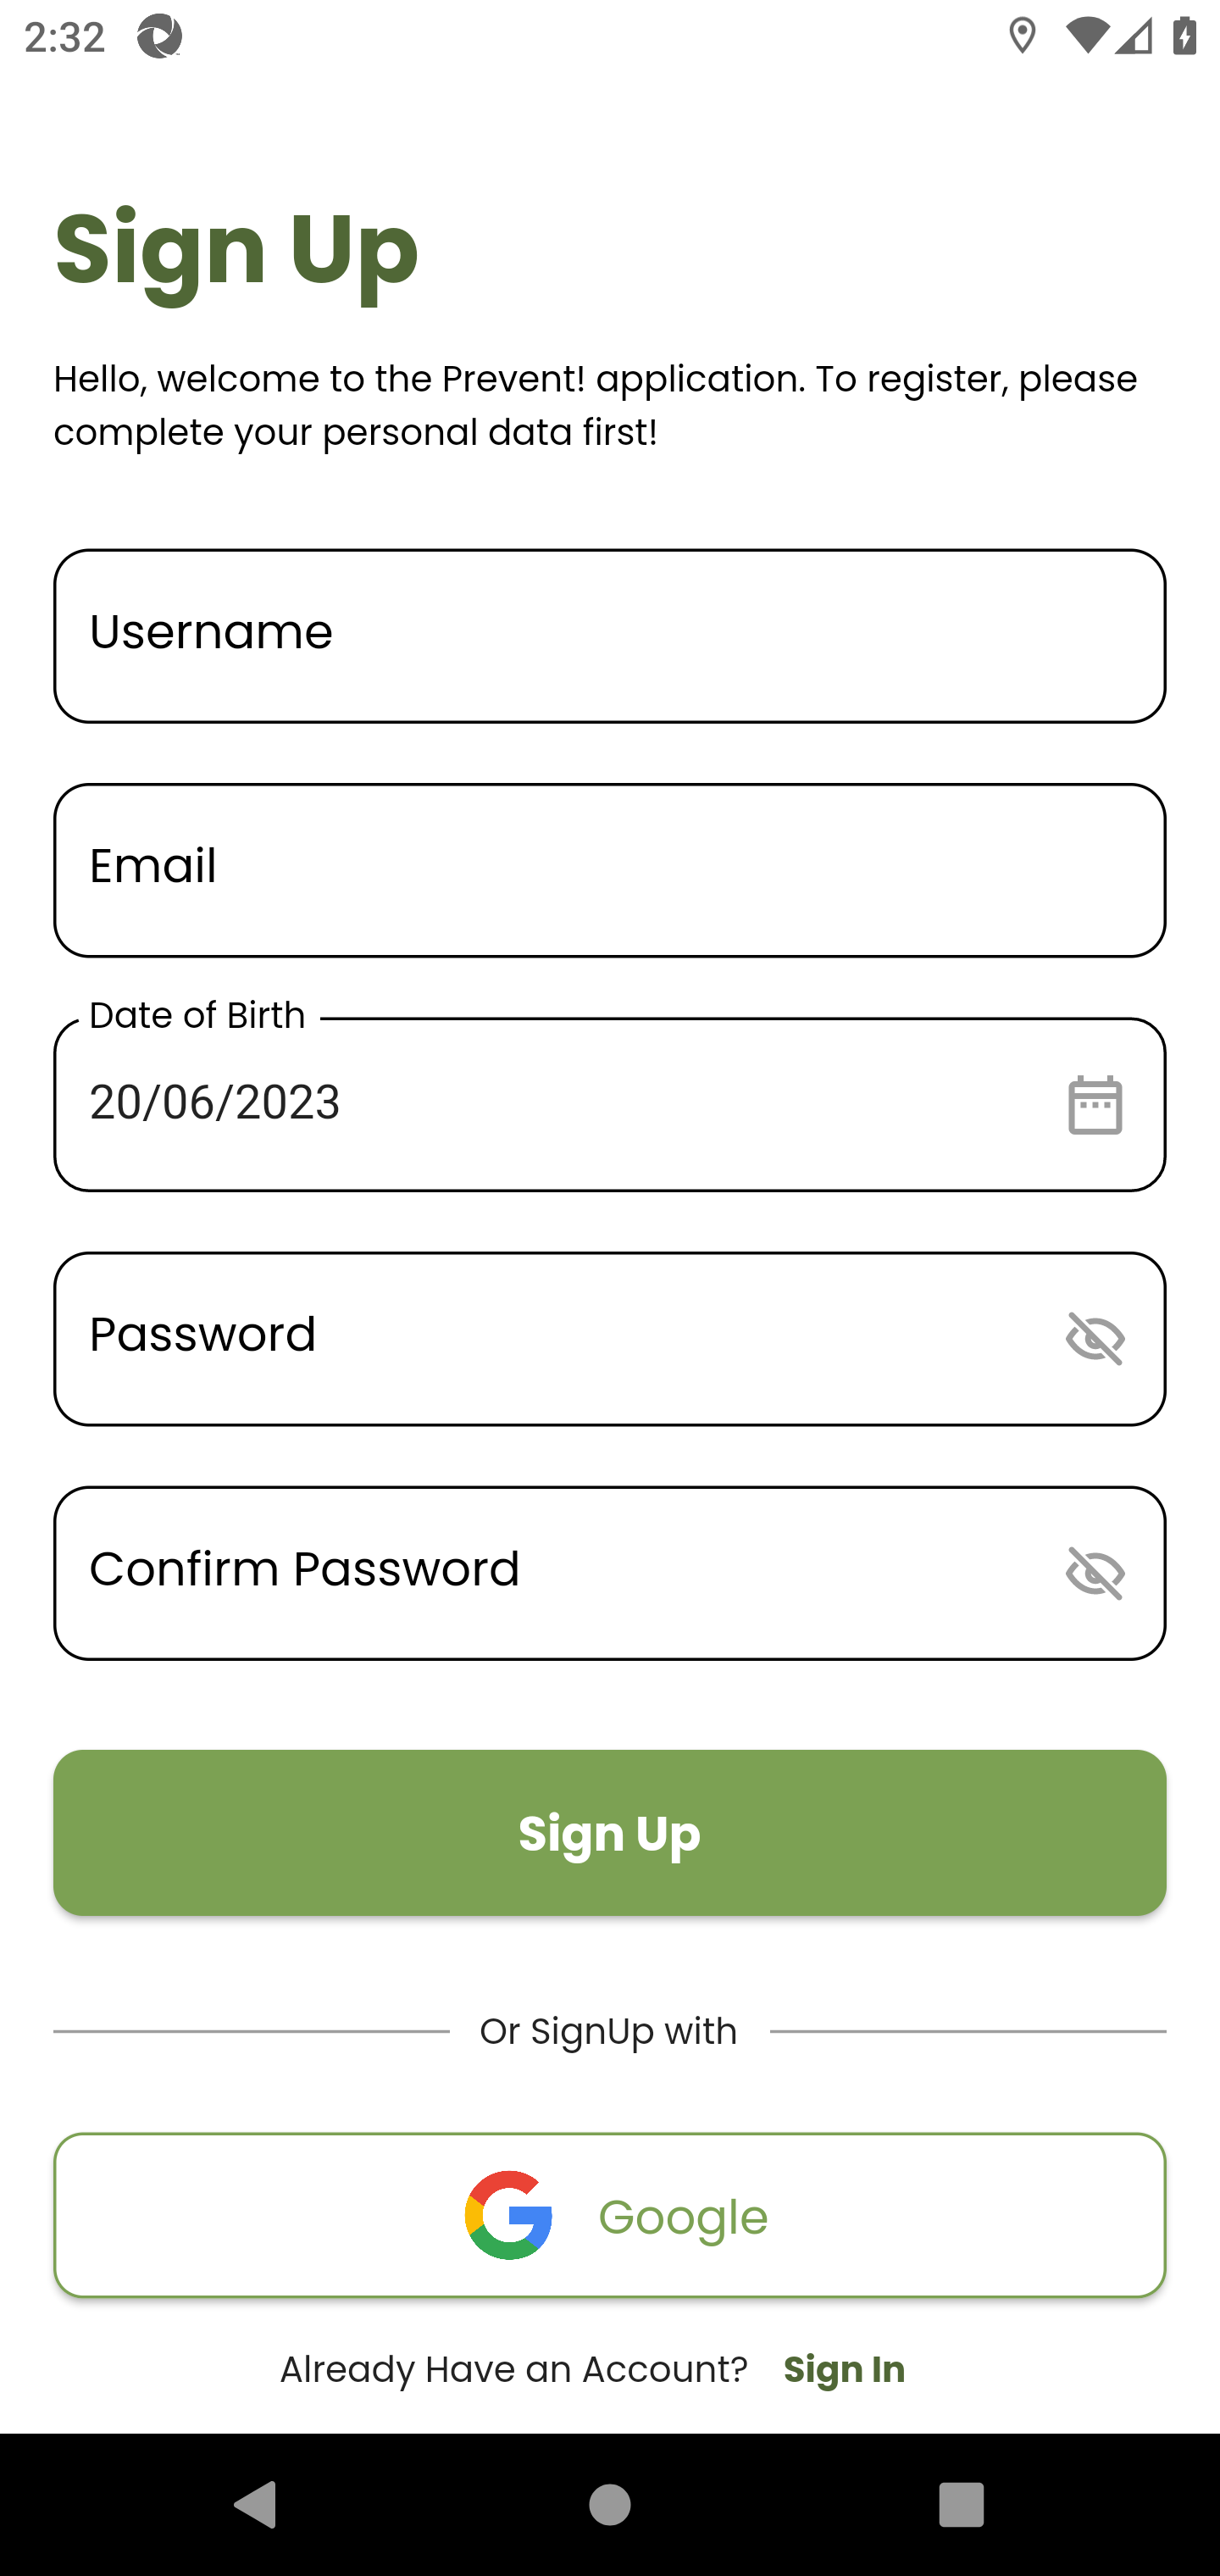 2:32
Sign Up
Hello, welcome to the Prevent! application. To register, please
complete your personal data first!
Username
Email
Date of Birth
20/06/2023
Password
Confirm Password
Sign Up
Or SignUp with
Google
Already Have an Account? Sign In